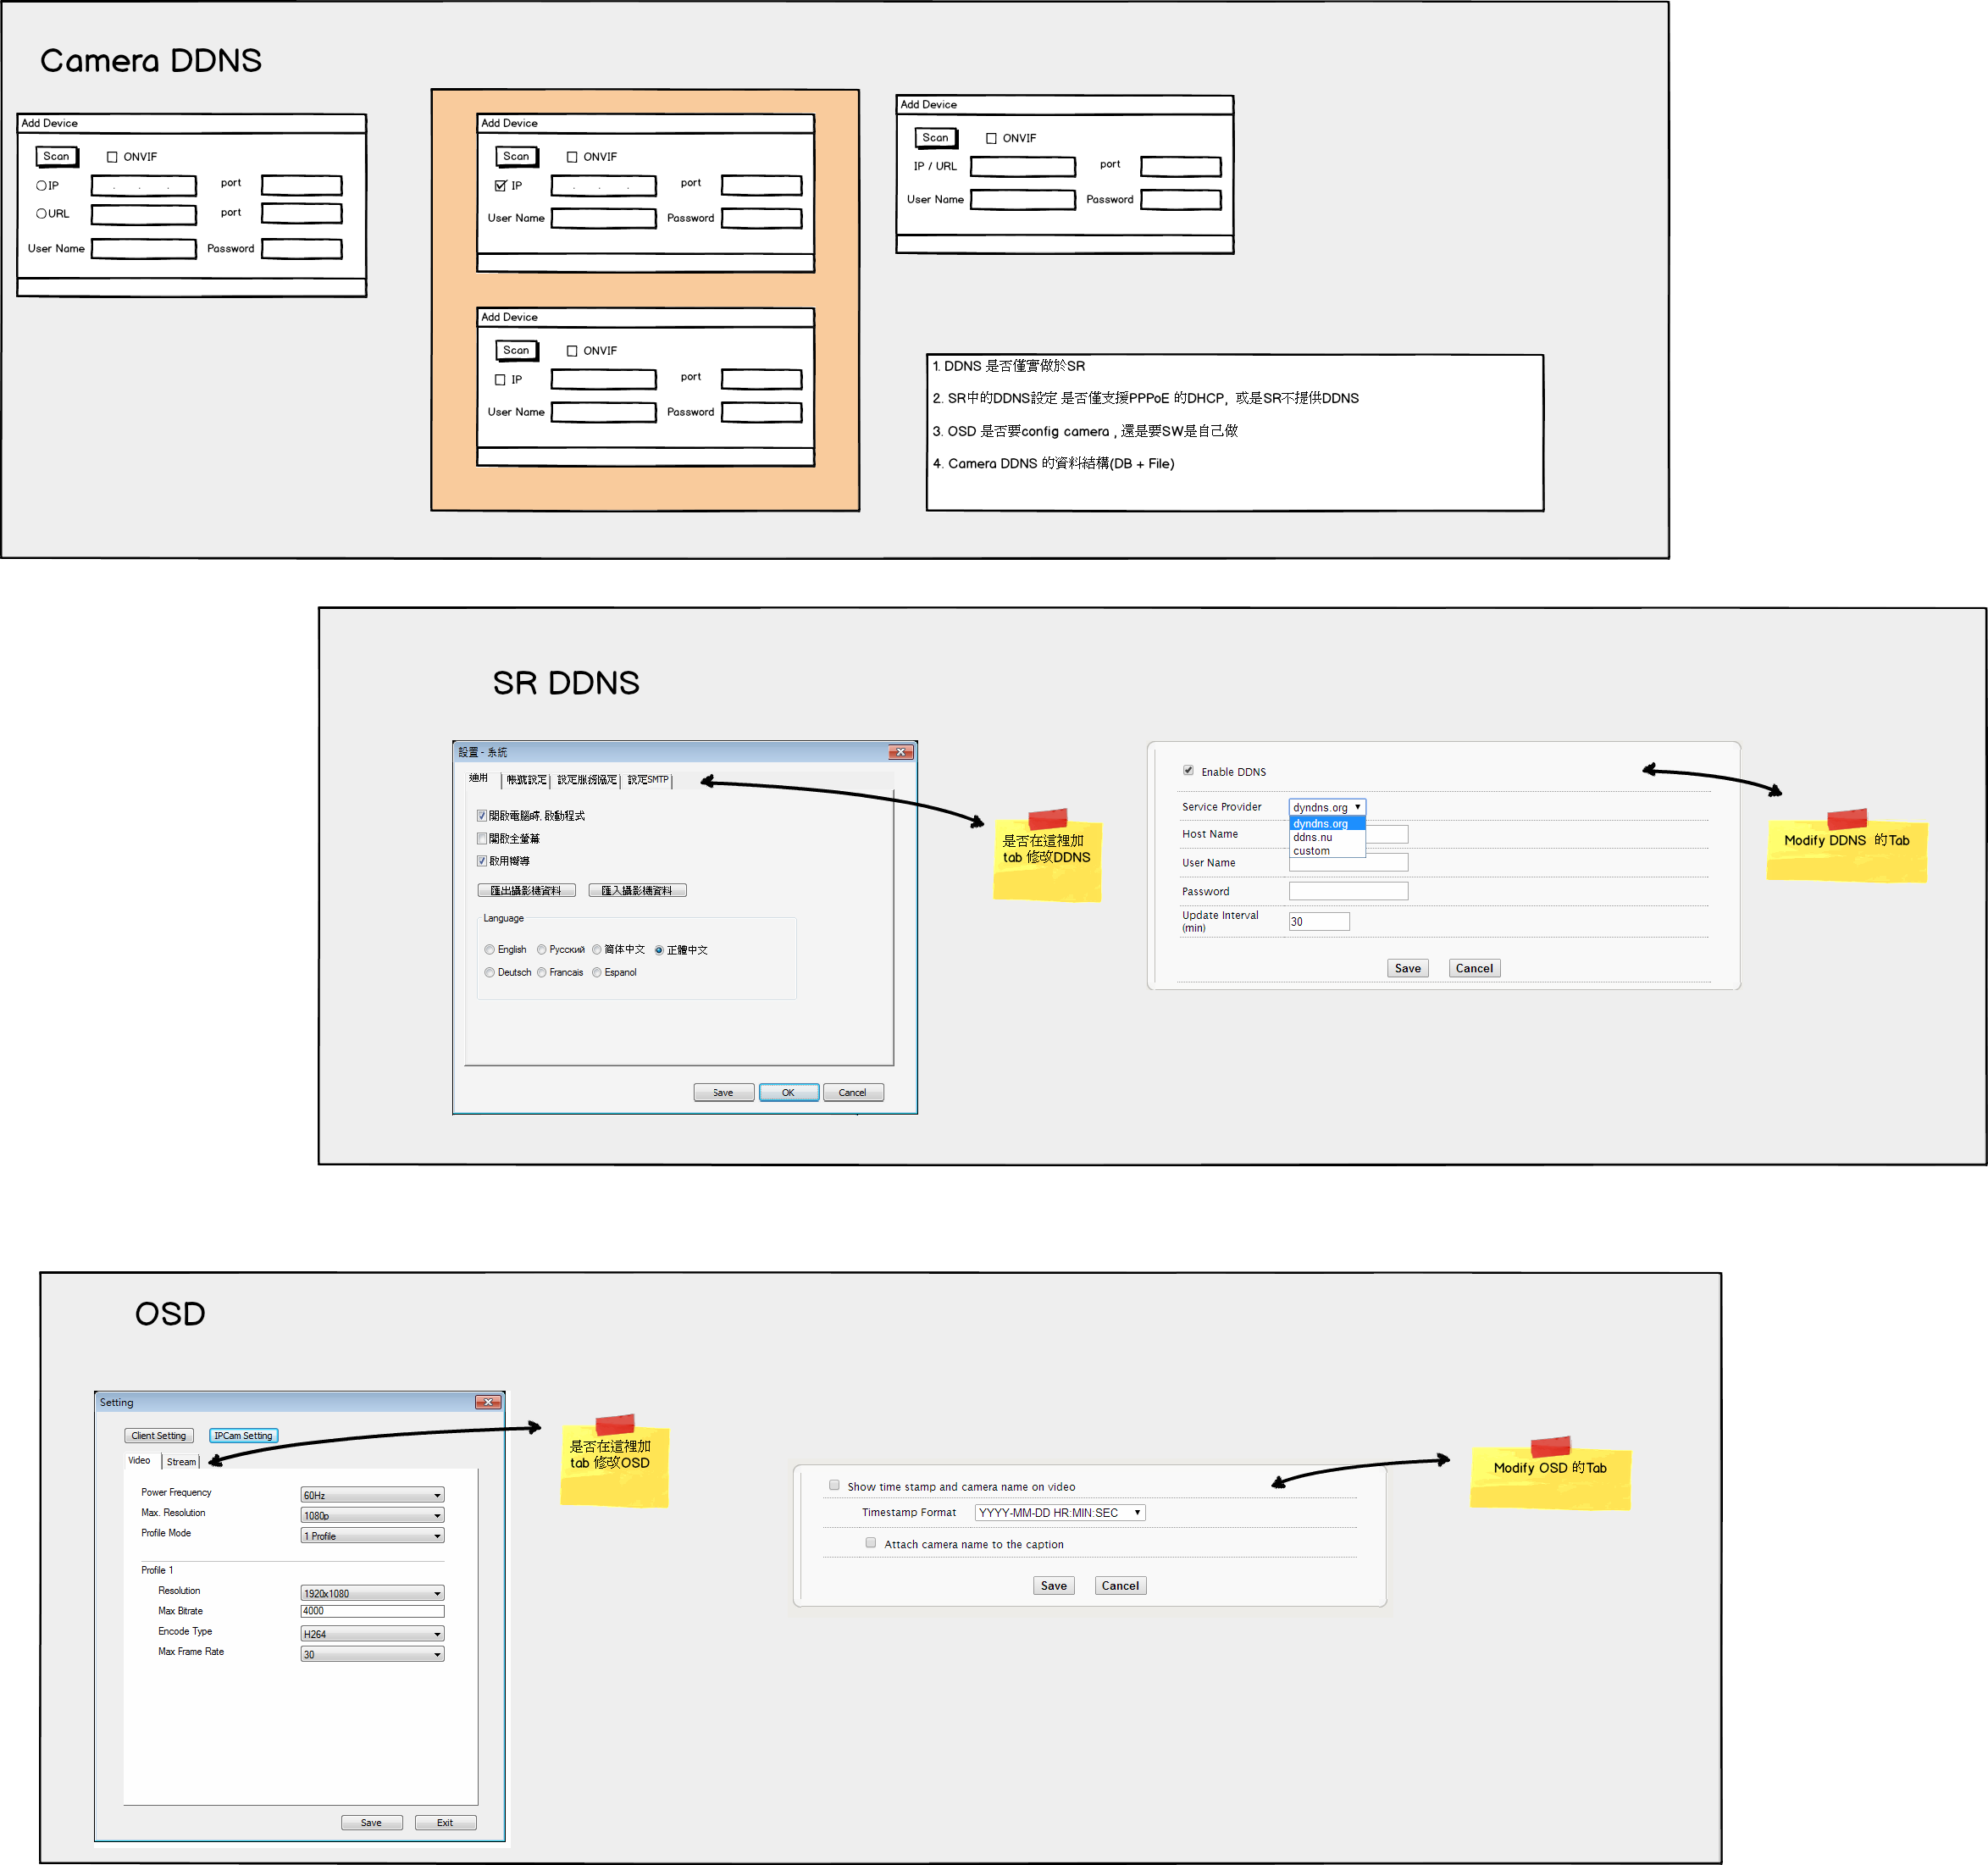 Camera DDNS
Add Device
Scan
ONVIF
IP
. . .
port
URL
port
User Name
Password
Add Device
Scan
ONVIF
IP
. . .
port
User Name
Password
Add Device
Scan
ONVIF
IP
port
User Name
Password
Add Device
Scan
ONVIF
IP / URL
port
User Name
Password
1. DDNS 是否僅實做於SR
2. SR中的DDNS設定 是否僅支援PPPoE 的DHCP, 或是SR不提供DDNS
3. OSD 是否要config camera , 還是要SW是自己做
4. Camera DDNS 的資料結構(DB + File)
SR DDNS
設置 - 系統
通用 帳號設定 設定服務協定 設定SMTP
開啟電腦時, 啟動程式
開啟全螢幕
啟用嚮導
匯出攝影機資料 匯入攝影機資料
Language
English Русский 简体中文 正體中文
Deutsch Francais Espanol
Save OK Cancel
是否在這裡加
tab 修改DDNS
Enable DDNS
Service Provider
dyndns.org
dyndns.org
ddns.nu
custom
Host Name
User Name
Password
Update Interval
(min)
30
Save Cancel
Modify DDNS 的Tab
OSD
Setting
Client Setting IPCam Setting
Video Stream
Power Frequency 60Hz
Max. Resolution 1080p
Profile Mode 1 Profile
Profile 1
Resolution 1920x1080
Max Bitrate 4000
Encode Type H264
Max Frame Rate 30
Save Exit
是否在這裡加
tab 修改OSD
Show time stamp and camera name on video
Timestamp Format YYYY-MM-DD HR:MIN:SEC
Attach camera name to the caption
Save Cancel
Modify OSD 的Tab